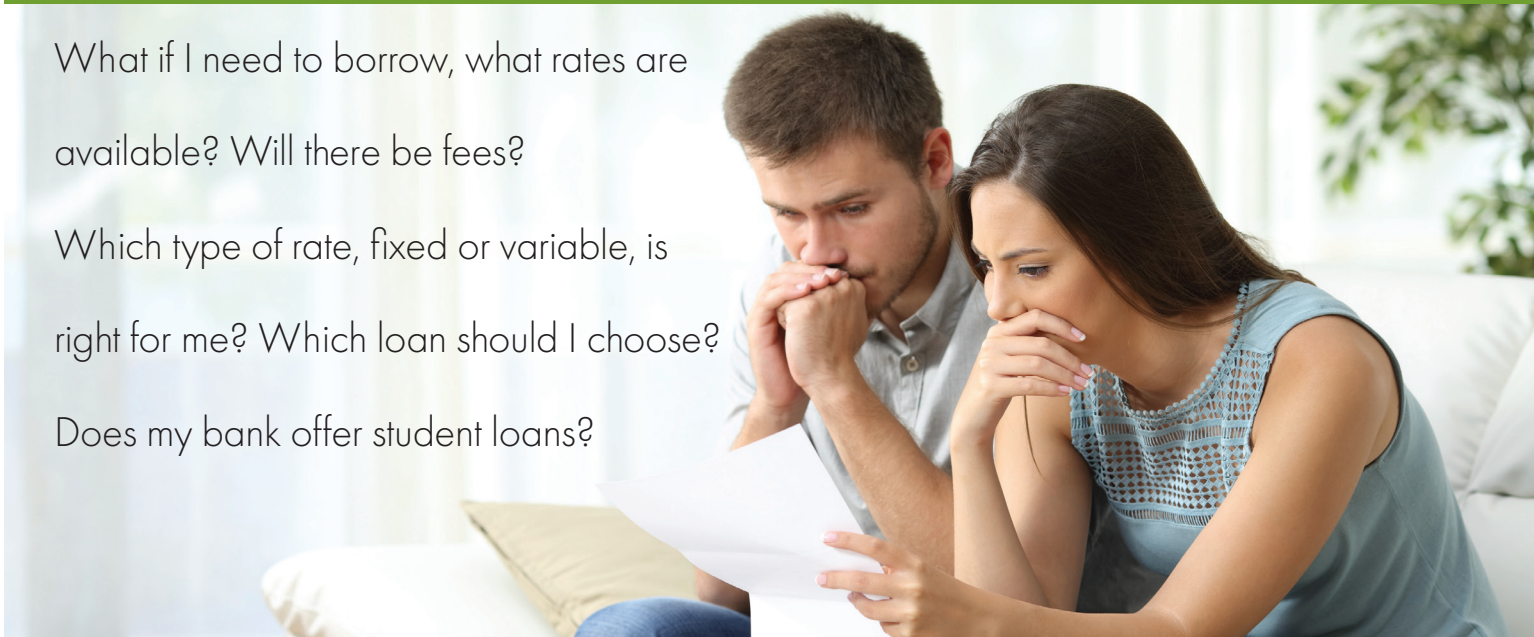 What if I need to borrow, what rates are
available? Will there be fees?
Which type of rate, fixed or variable, is
right for me? Which loan should I choose?
Does my bank offer student loans?